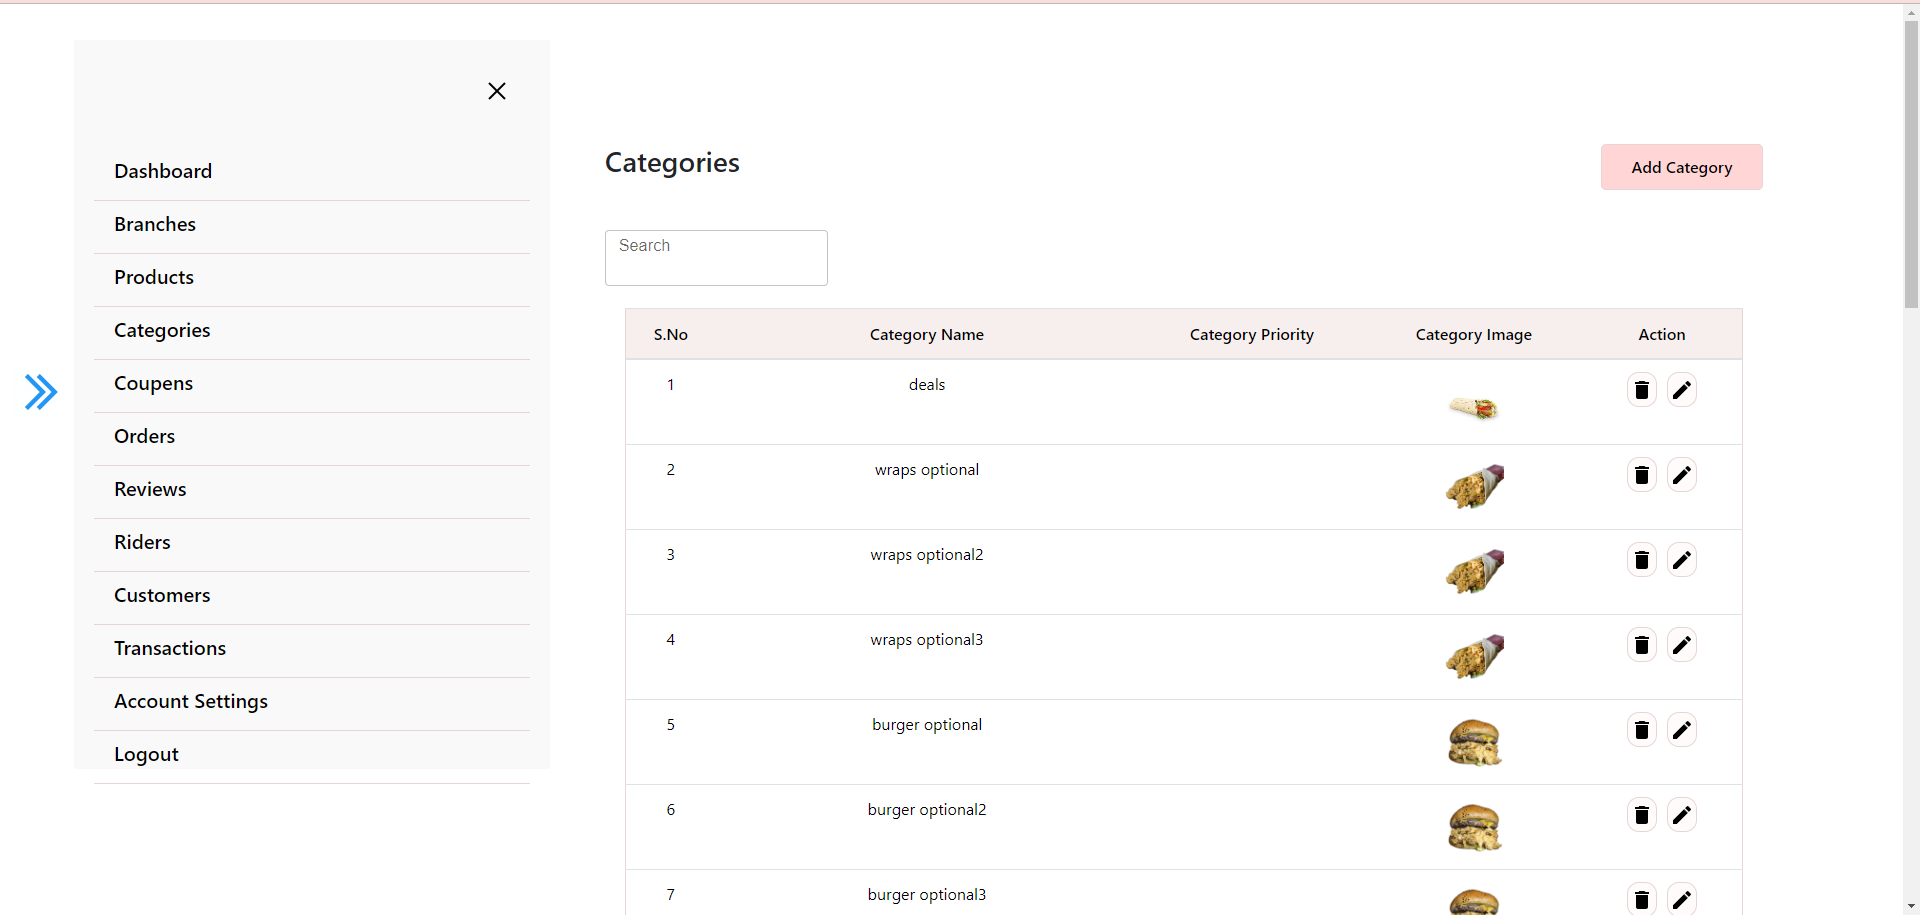 Dashboard
Branches
Products
Categories
Coupens
Orders
Reviews
Riders
Customers
Transactions
Account Settings
Logout
Categories
Add Category
Search
S.No Category Name Category Priority Category Image Action
1 deals
2 wraps optional
3 wraps optional2
4 wraps optional3
5 burger optional
6 burger optional2
7 burger optional3